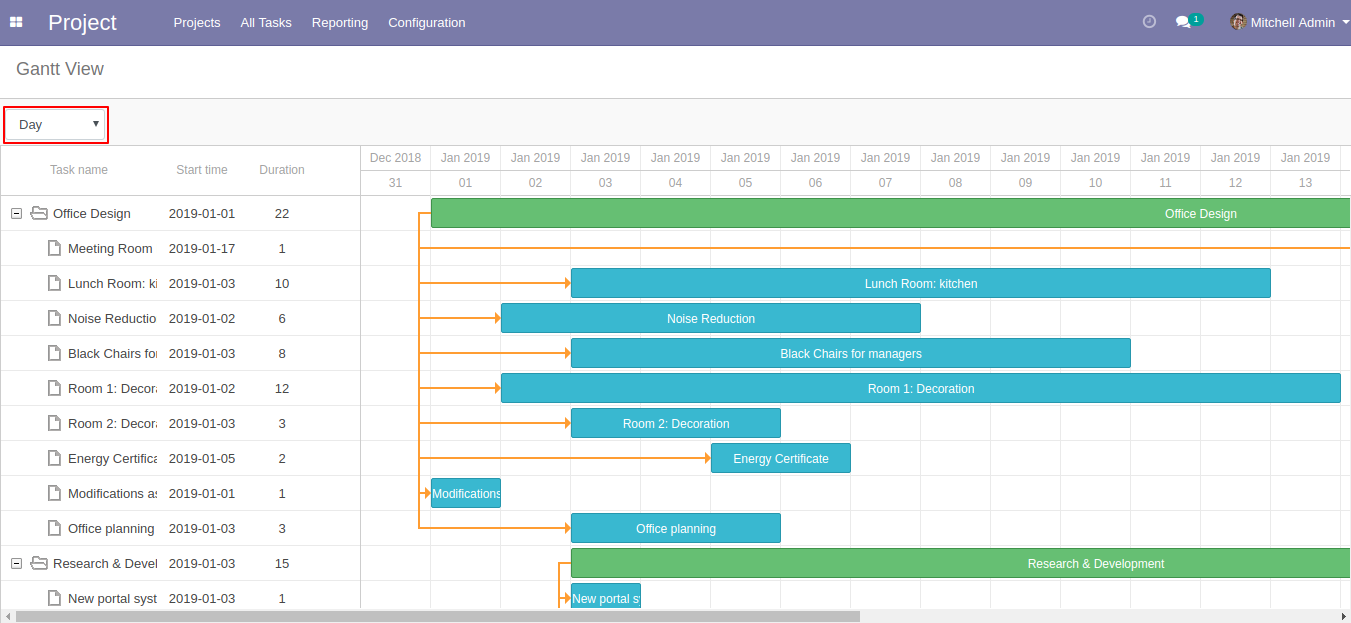 Project Projects All Tasks Reporting Configuration 1 Mitchell Admin
Gantt View
Day
Task name Start time Duration
Dec 2018 Jan 2019 Jan 2019 Jan 2019 Jan 2019 Jan 2019 Jan 2019 Jan 2019 Jan 2019 Jan 2019 Jan 2019 Jan 2019 Jan 2019 Jan 2019
31 01 02 03 04 05 06 07 08 09 10 11 12 13
Office Design 2019-01-01 22 Office Design
Meeting Room 2019-01-17 1
Lunch Room: ki 2019-01-03 10 Lunch Room: kitchen
Noise Reductio 2019-01-02 6 Noise Reduction
Black Chairs for 2019-01-03 8 Black Chairs for managers
Room 1: Decora 2019-01-02 12 Room 1: Decoration
Room 2: Decora 2019-01-03 3 Room 2: Decoration
Energy Certifica 2019-01-05 2 Energy Certificate
Modifications as 2019-01-01 1 Modifications
Office planning 2019-01-03 3 Office planning
Research & Devel 2019-01-03 15 Research & Development
New portal syst 2019-01-03 1 New portal sy